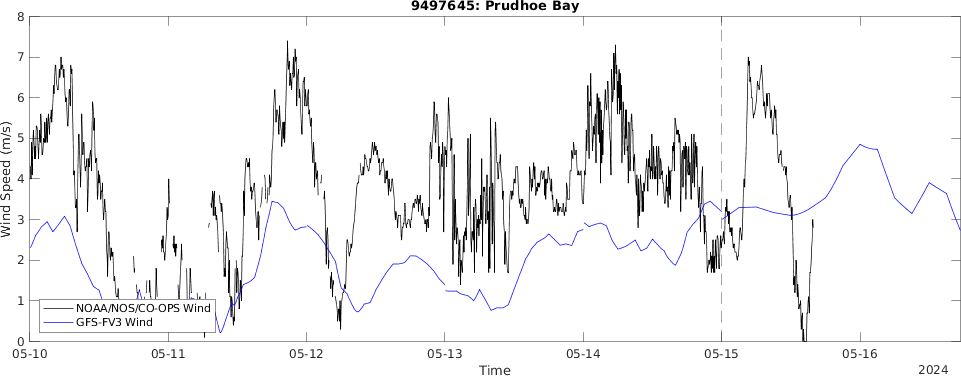 9497645: Prudhoe Bay
8
7
6
5
4
3
2
1
0
Wind Speed (m/s)
NOAA/NOS/CO-OPS Wind
GFS-FV3 Wind
05-10 05-11 05-12 05-13 05-14 05-15 05-16
Time
2024